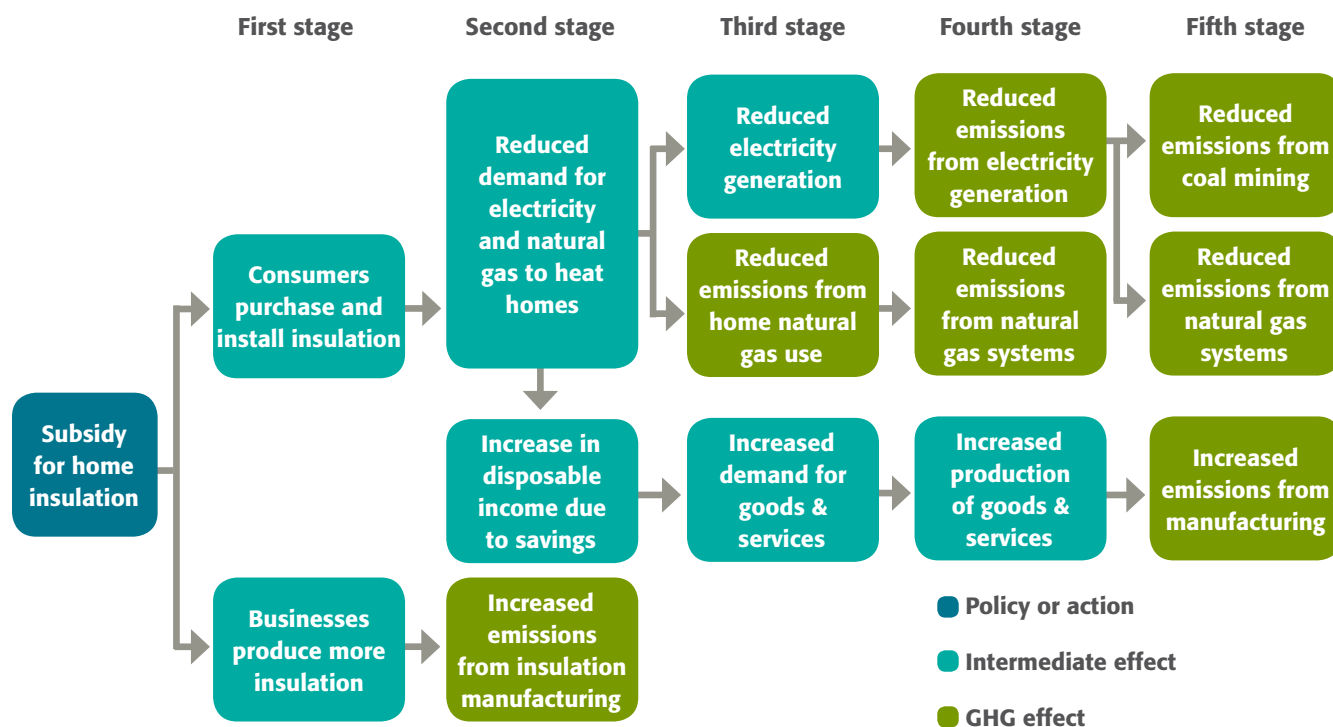 First stage
Second stage
Third stage
Fourth stage
Fifth stage
Subsidy
for home
insulation
Consumers
purchase and
install insulation
Reduced
demand for
electricity
and natural
gas to heat
homes
Reduced
electricity
generation
Reduced
emissions
from electricity
generation
Reduced
emissions from
coal mining
Reduced
emissions from
home natural
gas use
Reduced
emissions
from natural
gas systems
Reduced
emissions from
natural gas
systems
Increase in
disposable
income due
to savings
Increased
demand for
goods &
services
Increased
production
of goods &
services
Increased
emissions from
manufacturing
Businesses
produce more
insulation
Increased
emissions
from insulation
manufacturing
Policy or action
Intermediate effect
GHG effect